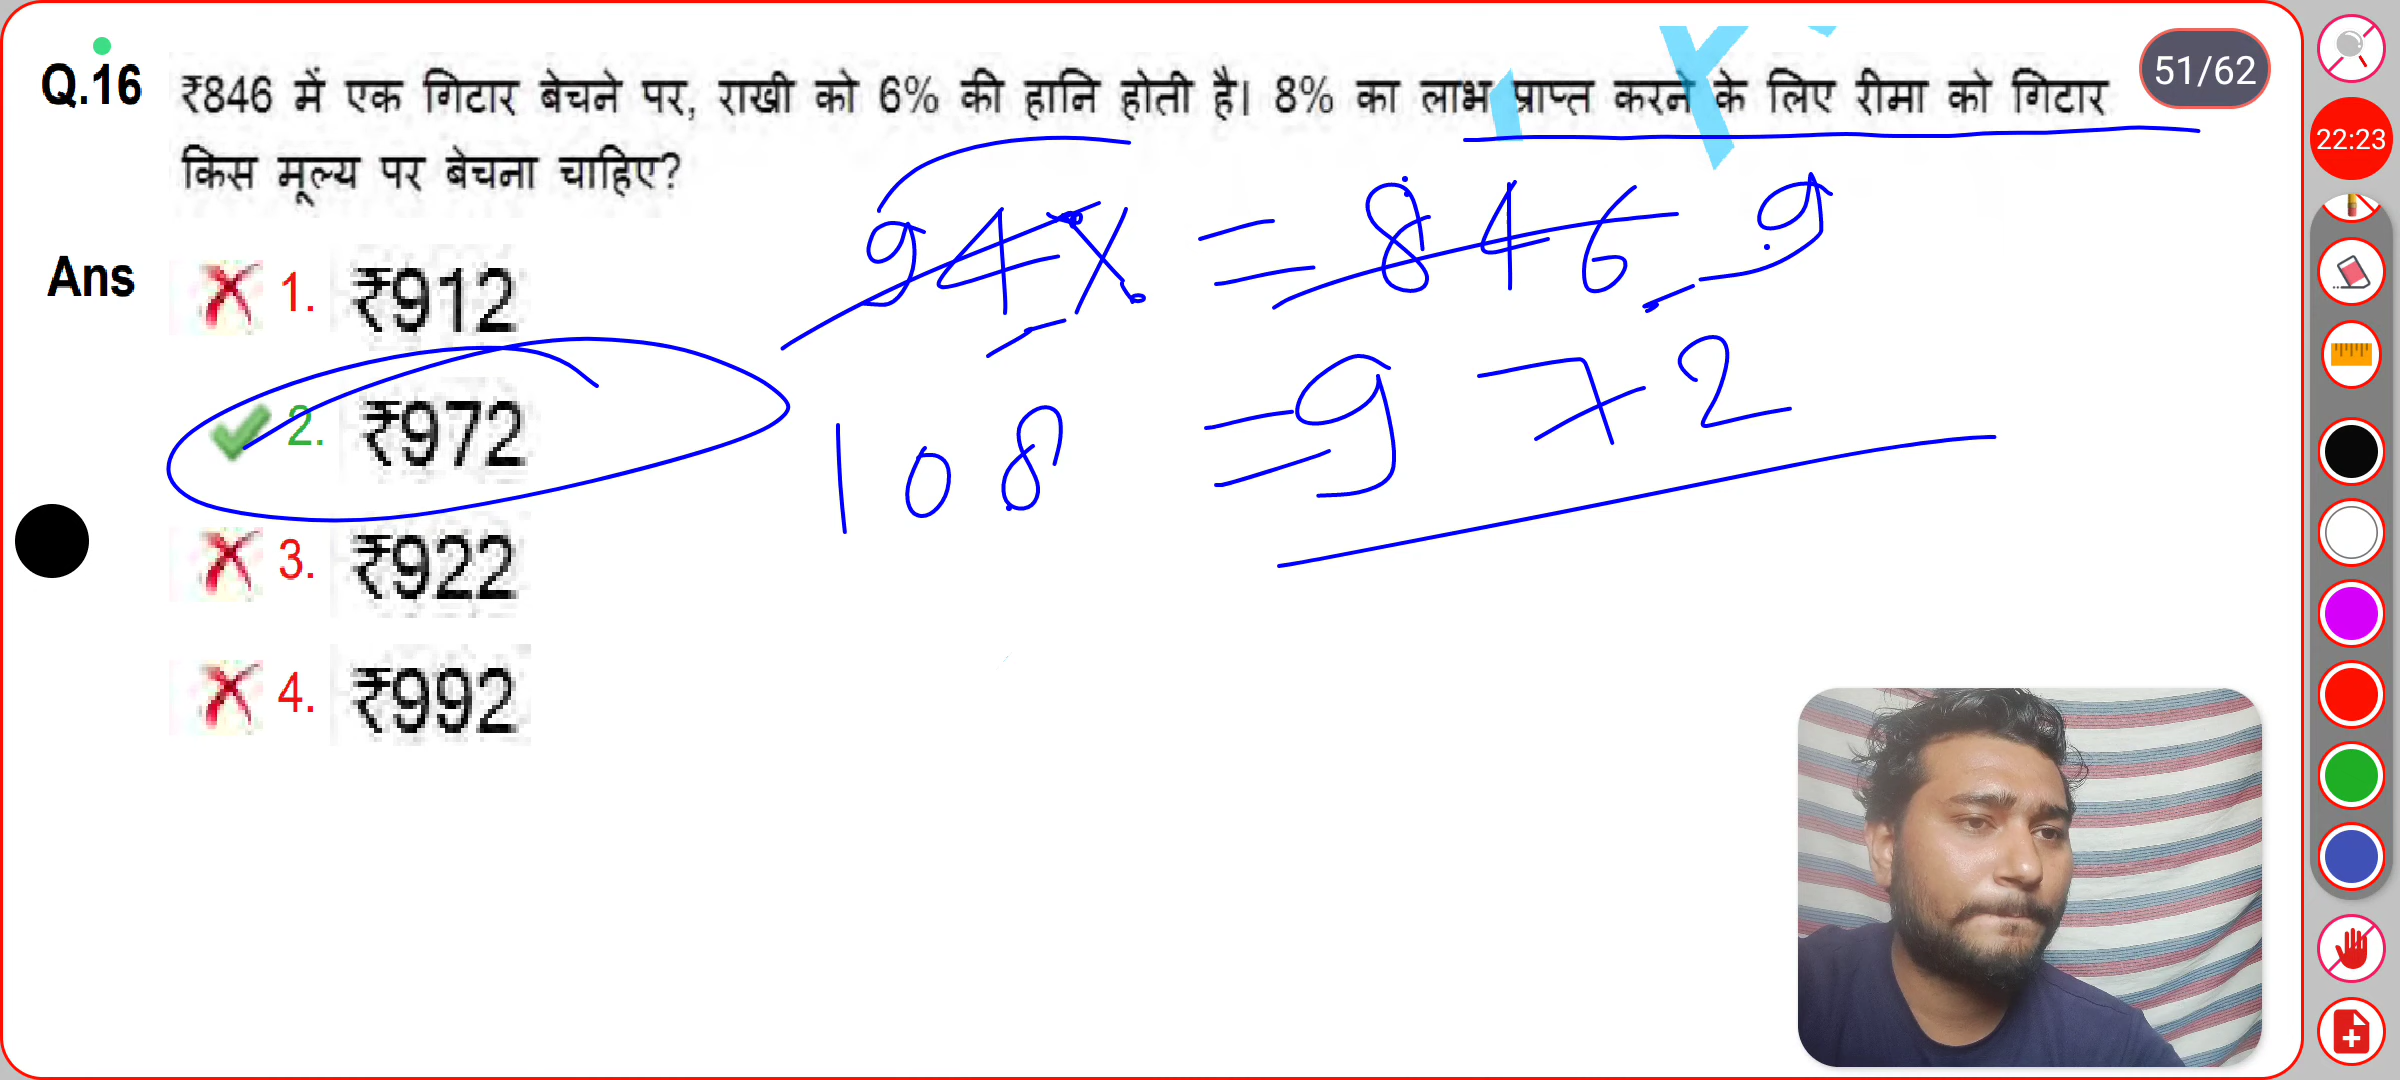 51/62
Q.16 ₹846 में एक गिटार बेचने पर, राखी को 6% की हानि होती है। 8% का लाभ प्राप्त करने के लिए रीमा को गिटार
किस मूल्य पर बेचना चाहिए?
22:23
94% = 846 9
Ans 1. ₹912
2. ₹972
108 = 972
3. ₹922
4. ₹992